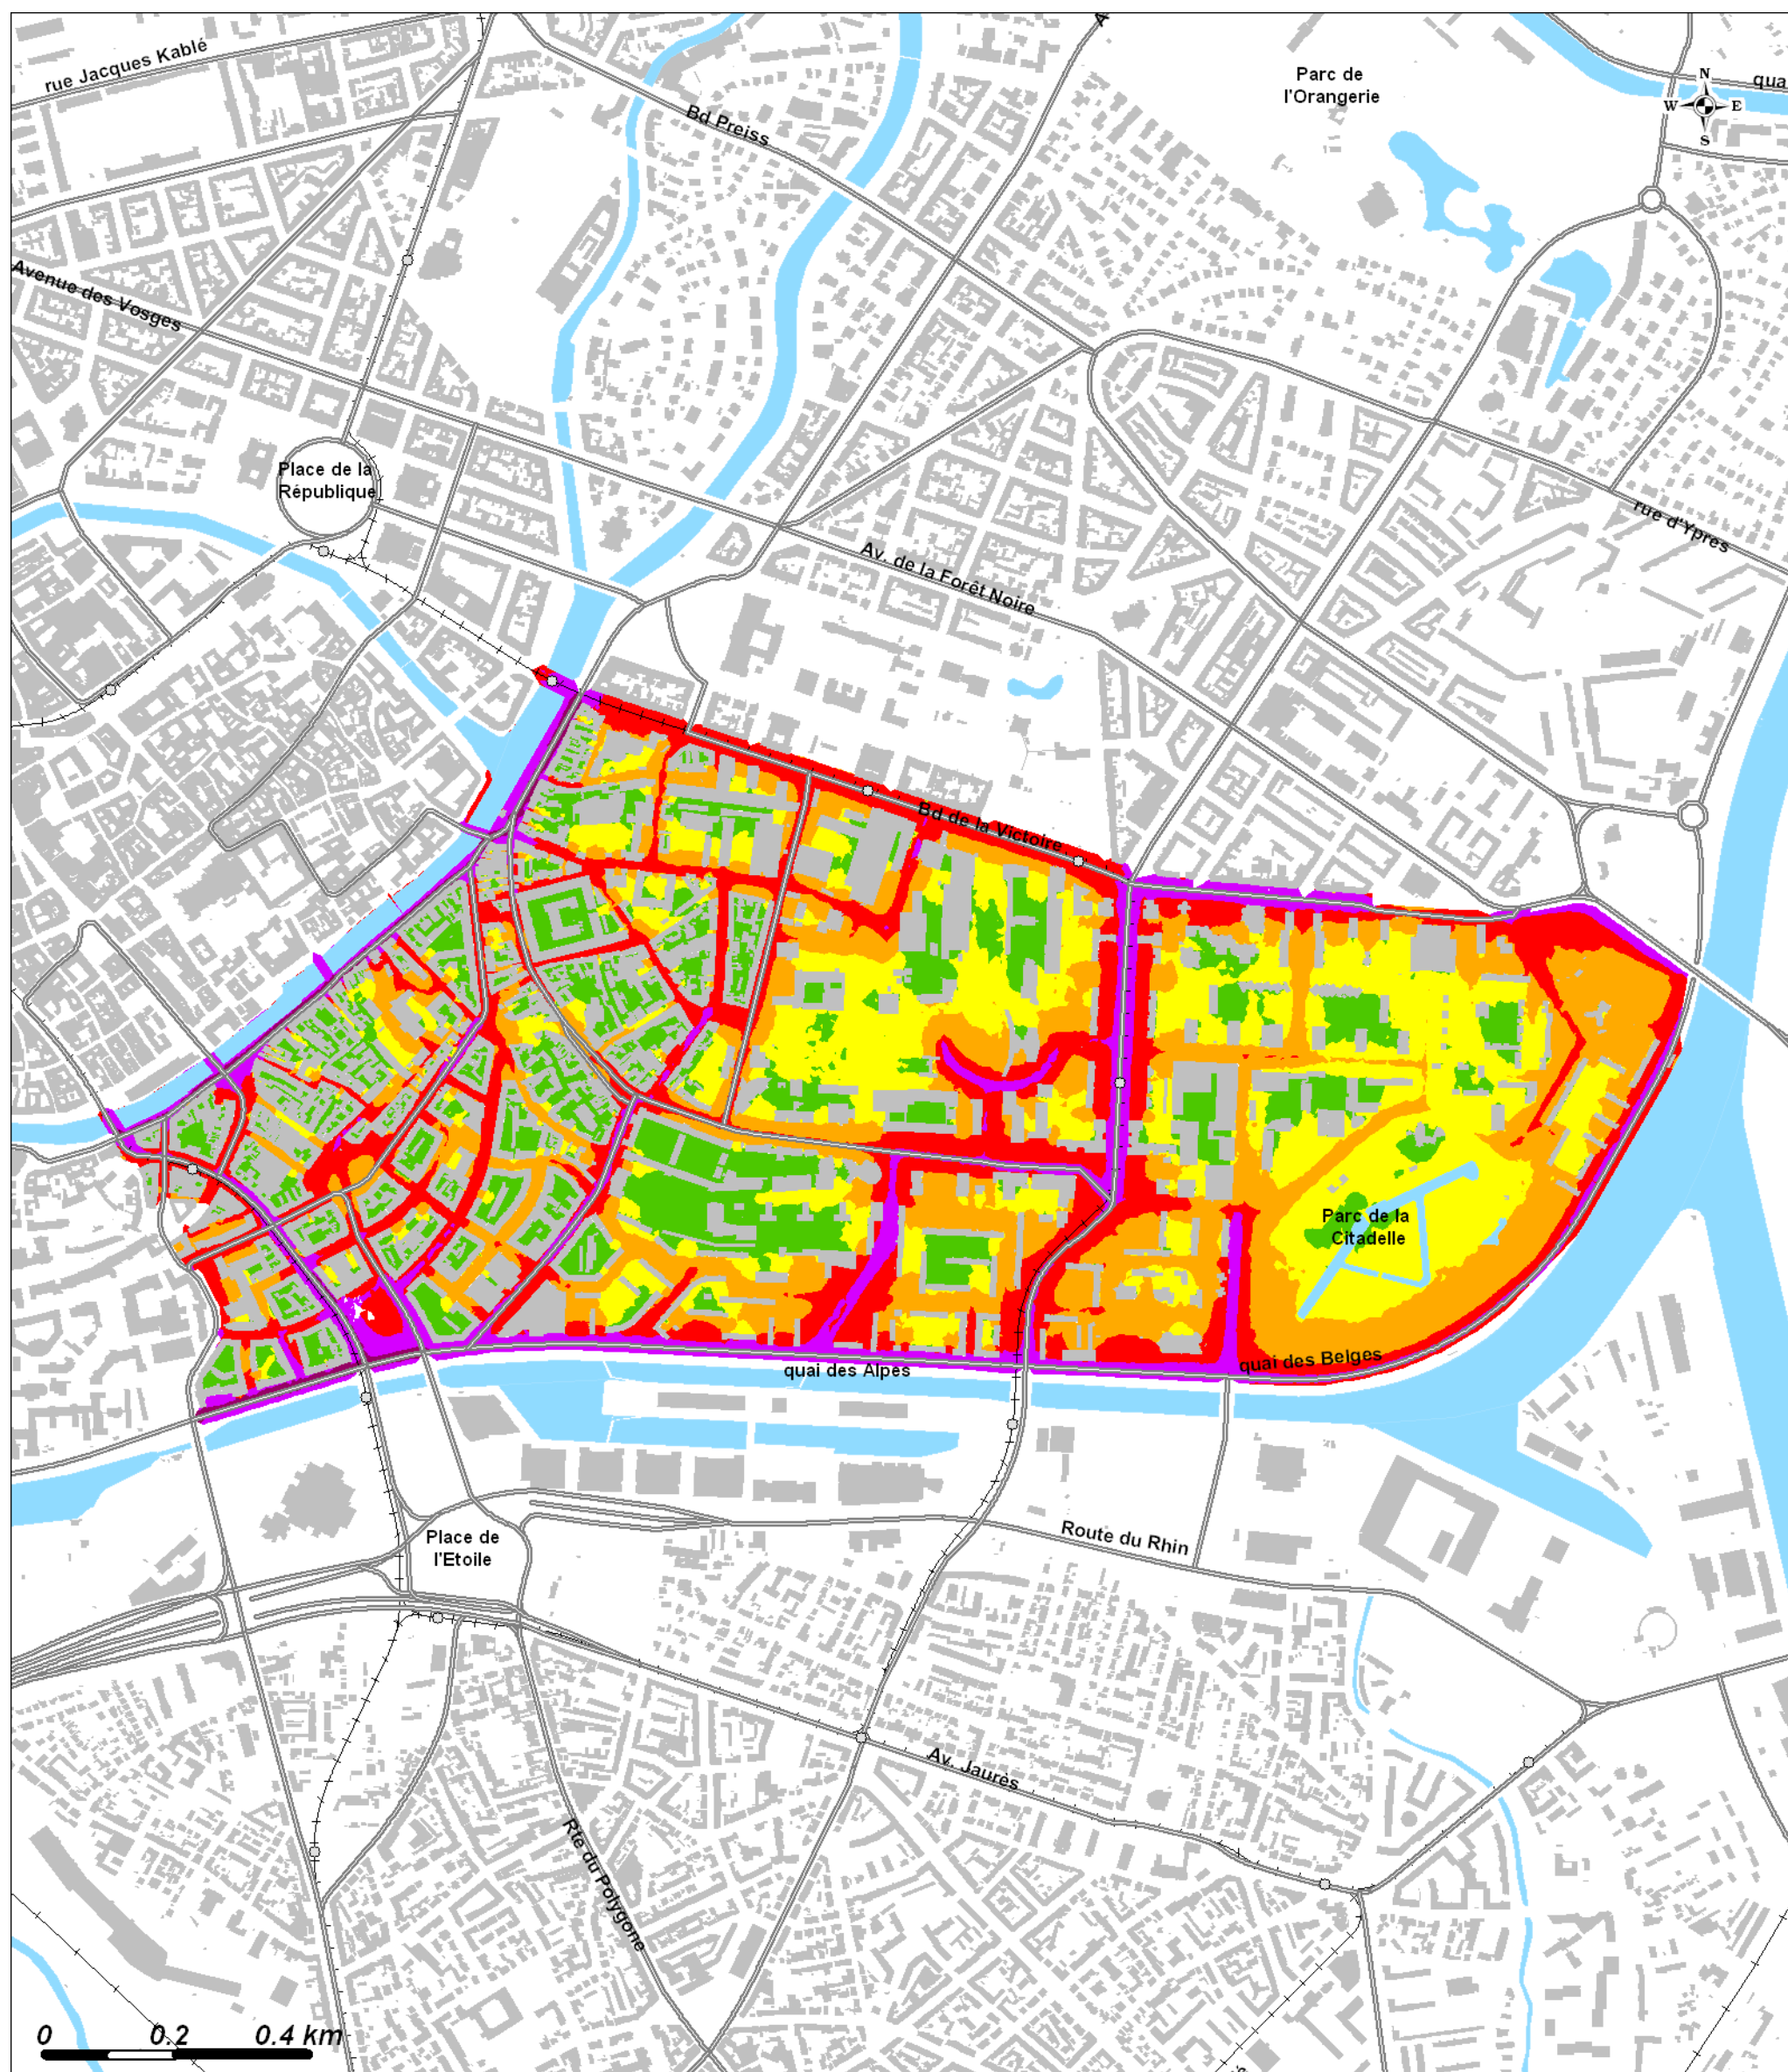 rue Jacques Kablé
Parc de
l'Orangerie
N
qua
W
E
S
Bd Preiss
Avenue des Vosges
Place de la
République
rue d'Ypres
Av. de la Forêt Noire
Bd de la Victoire
Parc de la
Citadelle
quai des Belges
quai des Alpes
Place de
l'Etoile
Route du Rhin
Av. Jaurès
Rte du Polygone
0 0.2 0.4 km